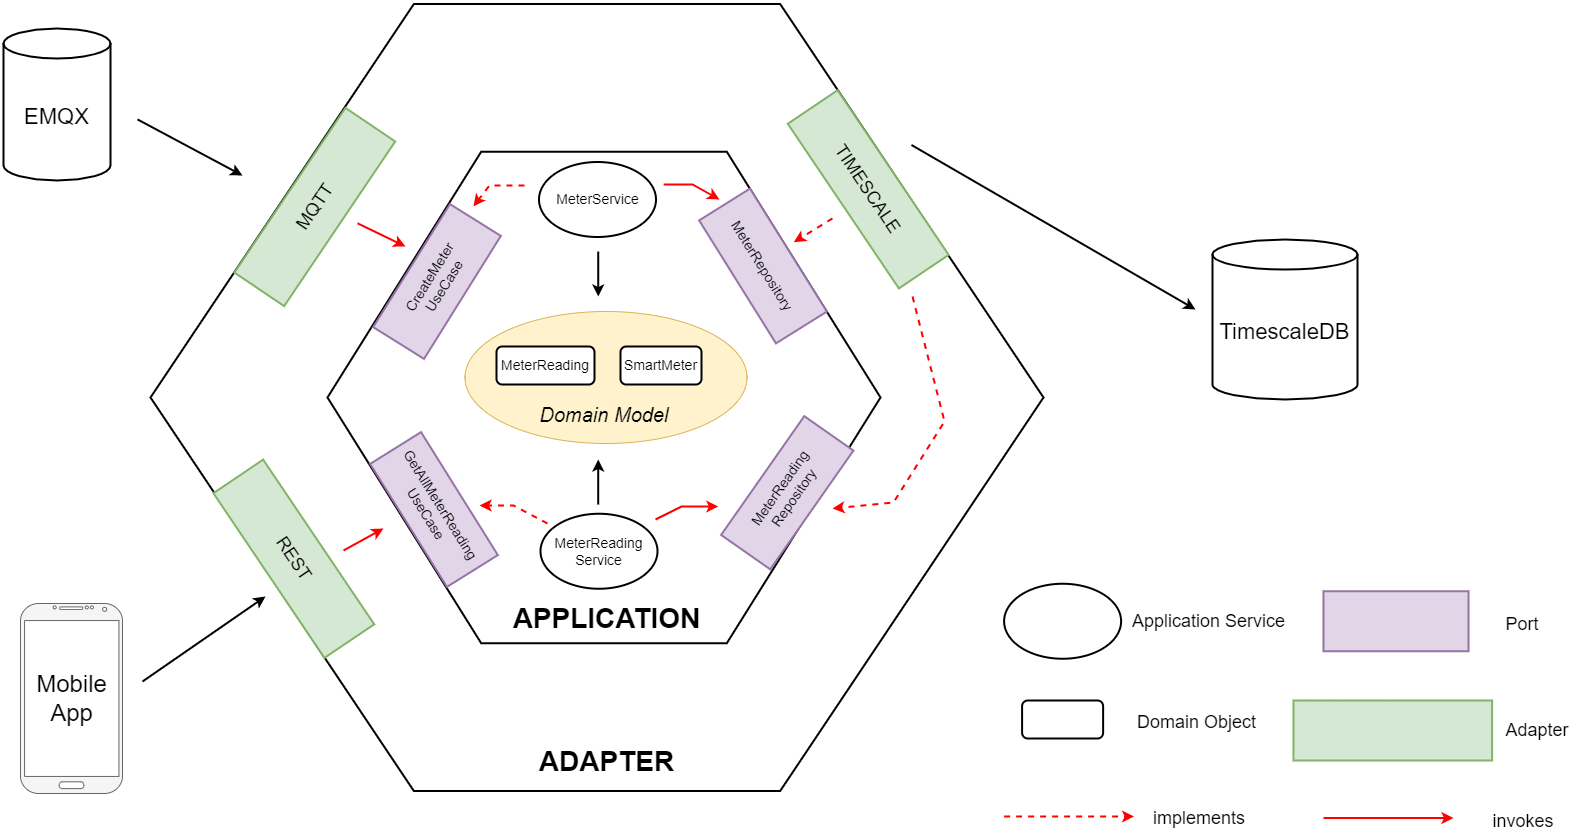 EMQX
MQTT
MeterService
TIMESCALE
CreateMeter
UseCase
MeterRepository
TimescaleDB
MeterReading
SmartMeter
Domain Model
GetAllMeterReading
UseCase
MeterReading
Repository
REST
MeterReading
Service
APPLICATION
Mobile
App
ADAPTER
Application Service
Port
Domain Object
Adapter
implements
invokes